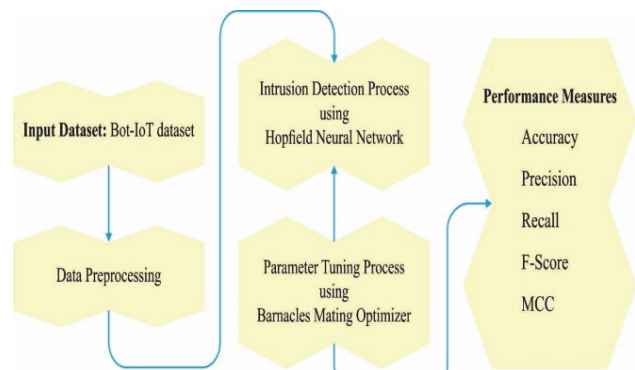 Input Dataset: Bot-IoT dataset
Data Preprocessing
Intrusion Detection Process
using
Hopfield Neural Network
Parameter Tuning Process
using
Barnacles Mating Optimizer
Performance Measures
Accuracy
Precision
Recall
F-Score
MCC